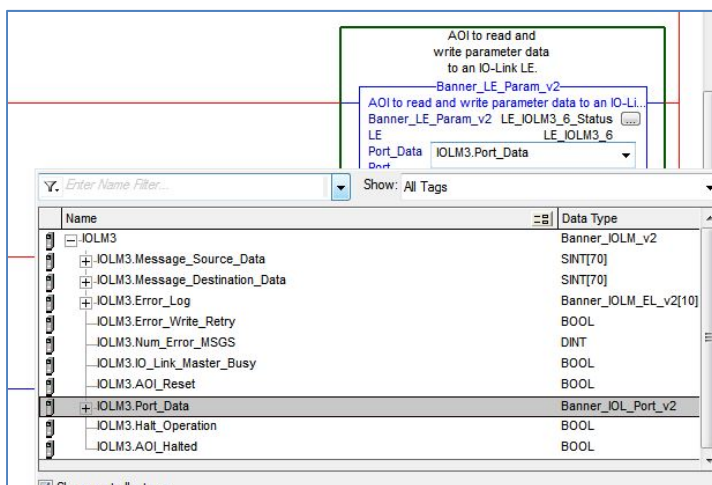 AOI to read and
write parameter data
to an IO-Link LE.
Banner_LE_Param_v2
AOI to read and write parameter data to an IO-Li...
Banner_LE_Param_v2 LE_IOLM3_6_Status ...
LE LE_IOLM3_6
Port_Data IOLM3.Port_Data
Port
Enter Name Filter... Show: All Tags
Name Data Type
IOLM3 Banner_IOLM_v2
IOLM3.Message_Source_Data SINT[70]
IOLM3.Message_Destination_Data SINT[70]
IOLM3.Error_Log Banner_IOLM_EL_v2[10]
IOLM3.Error_Write_Retry BOOL
IOLM3.Num_Error_MSGS DINT
IOLM3.IO_Link_Master_Busy BOOL
IOLM3.AOI_Reset BOOL
IOLM3.Port_Data Banner_IOL_Port_v2
IOLM3.Halt_Operation BOOL
IOLM3.AOI_Halted BOOL